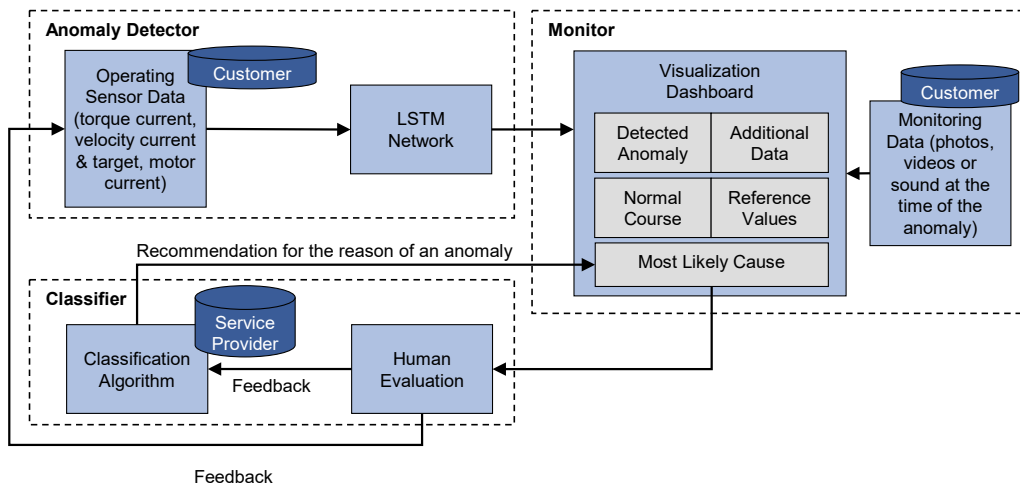 Anomaly Detector
Operating
Sensor Data
(torque current,
velocity current
& target, motor
current)
Customer
LSTM
Network
Monitor
Visualization
Dashboard
Detected
Anomaly
Additional
Data
Normal
Course
Reference
Values
Most Likely Cause
Customer
Monitoring
Data (photos,
videos or
sound at the
time of the
anomaly)
Recommendation for the reason of an anomaly
Classifier
Classification
Algorithm
Service
Provider
Feedback
Human
Evaluation
Feedback